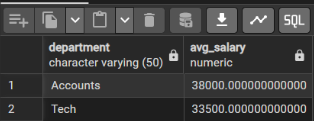 SQL
department avg_salary
character varying (50) numeric
1 Accounts 38000.000000000000
2 Tech 33500.000000000000